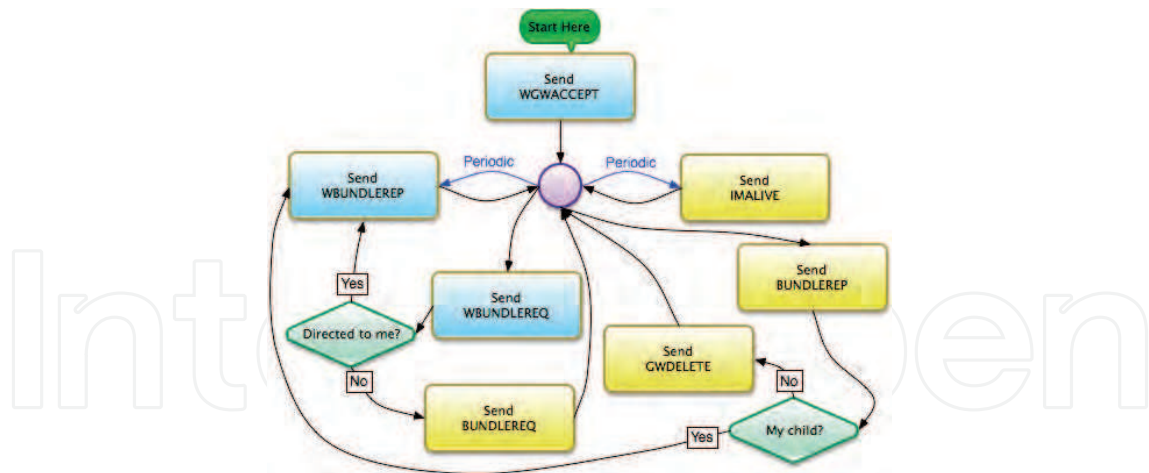 Start Here
Send
WGWACCEPT
Periodic
Periodic
Send
WBUNDLEREP
Send
IMALIVE
Send
BUNDLEREP
Yes
Send
WBUNDLEREQ
Directed to me?
Send
GWDELETE
No
No
Send
BUNDLEREQ
Yes
My child?